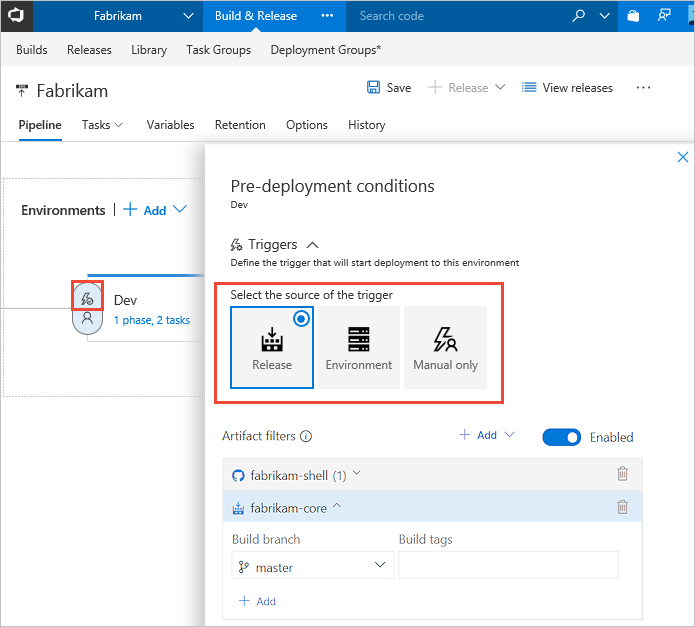 Fabrikam Build & Release ··· Search code
Builds Releases Library Task Groups Deployment Groups*
Fabrikam Save Release View releases ···
Pipeline Tasks Variables Retention Options History
Environments | + Add
Dev
1 phase, 2 tasks
Pre-deployment conditions
Dev
Triggers
Define the trigger that will start deployment to this environment
Select the source of the trigger
Release Environment Manual only
Artifact filters + Add Enabled
fabrikam-shell (1)
fabrikam-core
Build branch Build tags
master
+ Add